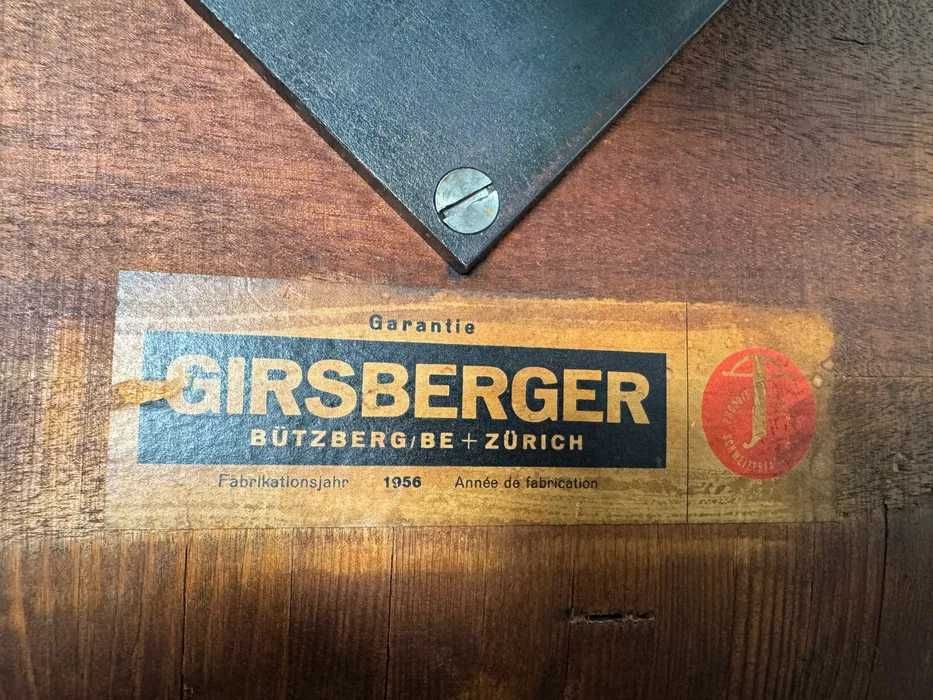 Garantie
GIRSBERGER
BÜTZBERG/BE + ZÜRICH
Fabrikationsjahr 1956 Année de fabrication